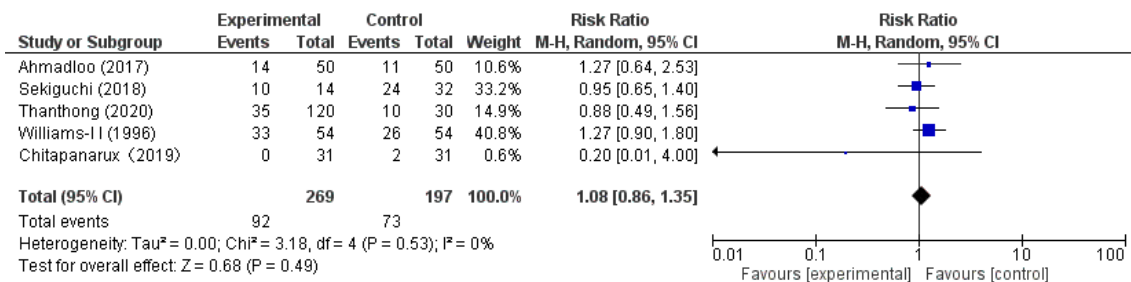 Experimental Control Risk Ratio Risk Ratio
Study or Subgroup Events Total Events Total Weight M-H, Random, 95% CI M-H, Random, 95% CI
Ahmadloo (2017) 14 50 11 50 10.6% 1.27 [0.64, 2.53]
Sekiguchi (2018) 10 14 24 32 33.2% 0.95 [0.65, 1.40]
Thanthong (2020) 35 120 10 30 14.9% 0.88 [0.49, 1.56]
Williams-I I (1996) 33 54 26 54 40.8% 1.27 [0.90, 1.80]
Chitapanarux (2019) 0 31 2 31 0.6% 0.20 [0.01, 4.00]
Total (95% CI) 269 197 100.0% 1.08 [0.86, 1.35]
Total events 92 73
Heterogeneity: Tau² = 0.00; Chi² = 3.18, df = 4 (P = 0.53); I² = 0%
Test for overall effect: Z = 0.68 (P = 0.49)
0.01 0.1 1 10 100
Favours [experimental] Favours [control]